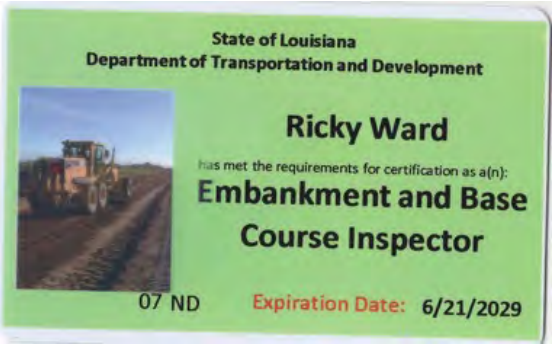 State of Louisiana
Department of Transportation and Development
Ricky Ward
has met the requirements for certification as a(n):
Embankment and Base
Course Inspector
07 ND
Expiration Date: 6/21/2029